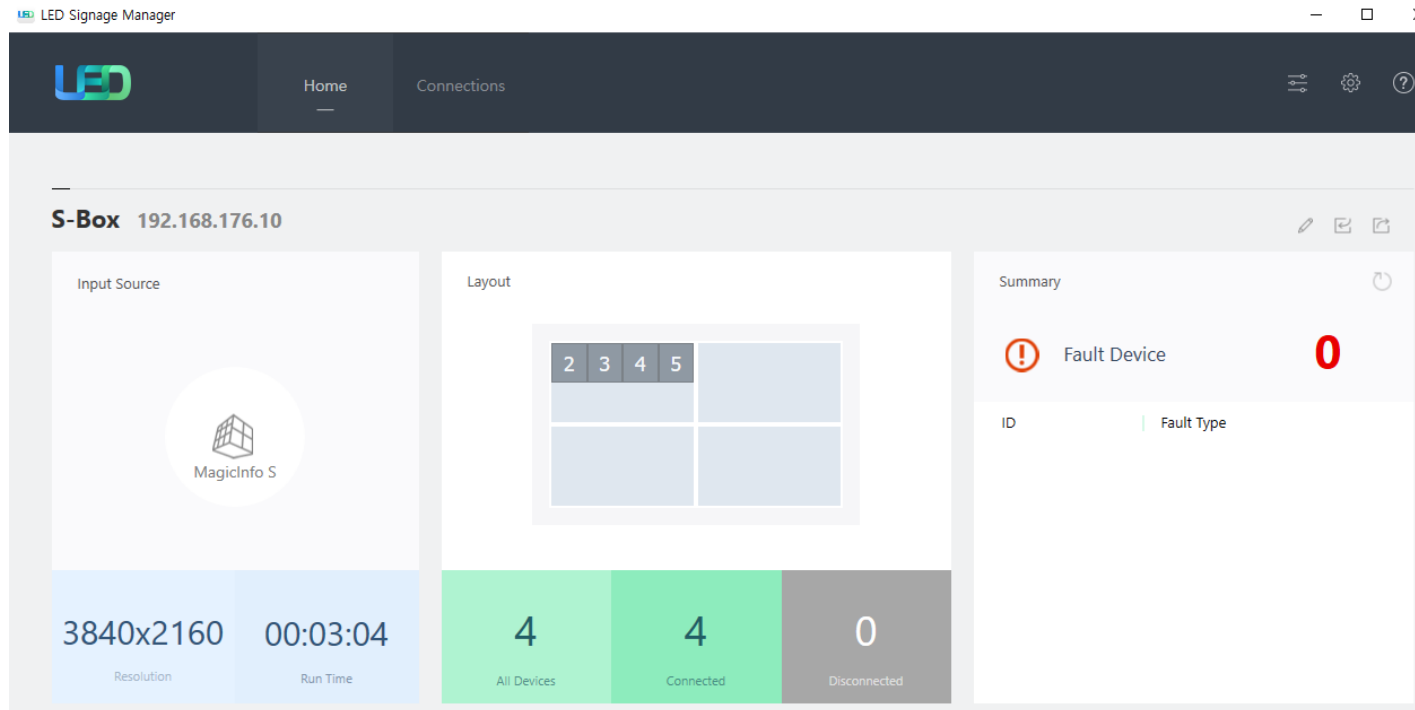 LED Signage Manager
LED
Home
Connections
S-Box 192.168.176.10
Input Source
MagicInfo S
3840x2160
Resolution
00:03:04
Run Time
Layout
2 3 4 5
4
All Devices
4
Connected
0
Disconnected
Summary
Fault Device 0
ID
Fault Type